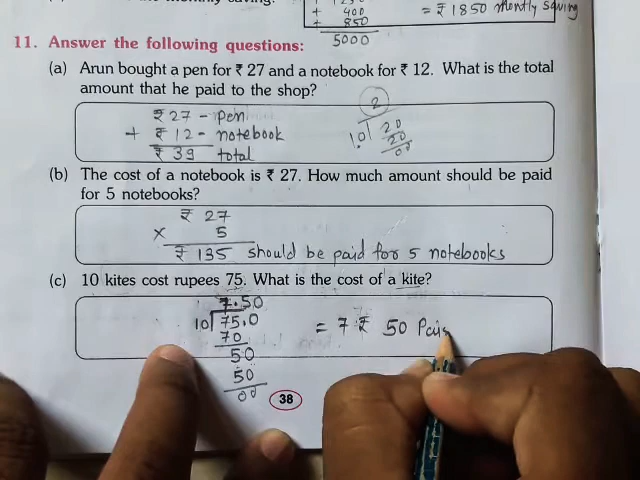 + 400
+ 850
5000
= ₹ 1850 Montly saving
11. Answer the following questions:
(a) Arun bought a pen for ₹ 27 and a notebook for ₹ 12. What is the total
amount that he paid to the shop?
₹ 27 - Pen
+ ₹ 12 - notebook
₹ 39 total
2
10 20
20
00
(b) The cost of a notebook is ₹ 27. How much amount should be paid
for 5 notebooks?
₹ 27
× 5
₹ 135 should be paid for 5 notebooks
(c) 10 kites cost rupees 75. What is the cost of a kite?
7.50
10 75.0
70
50
50
00
= 7 ₹ 50 Pais
38